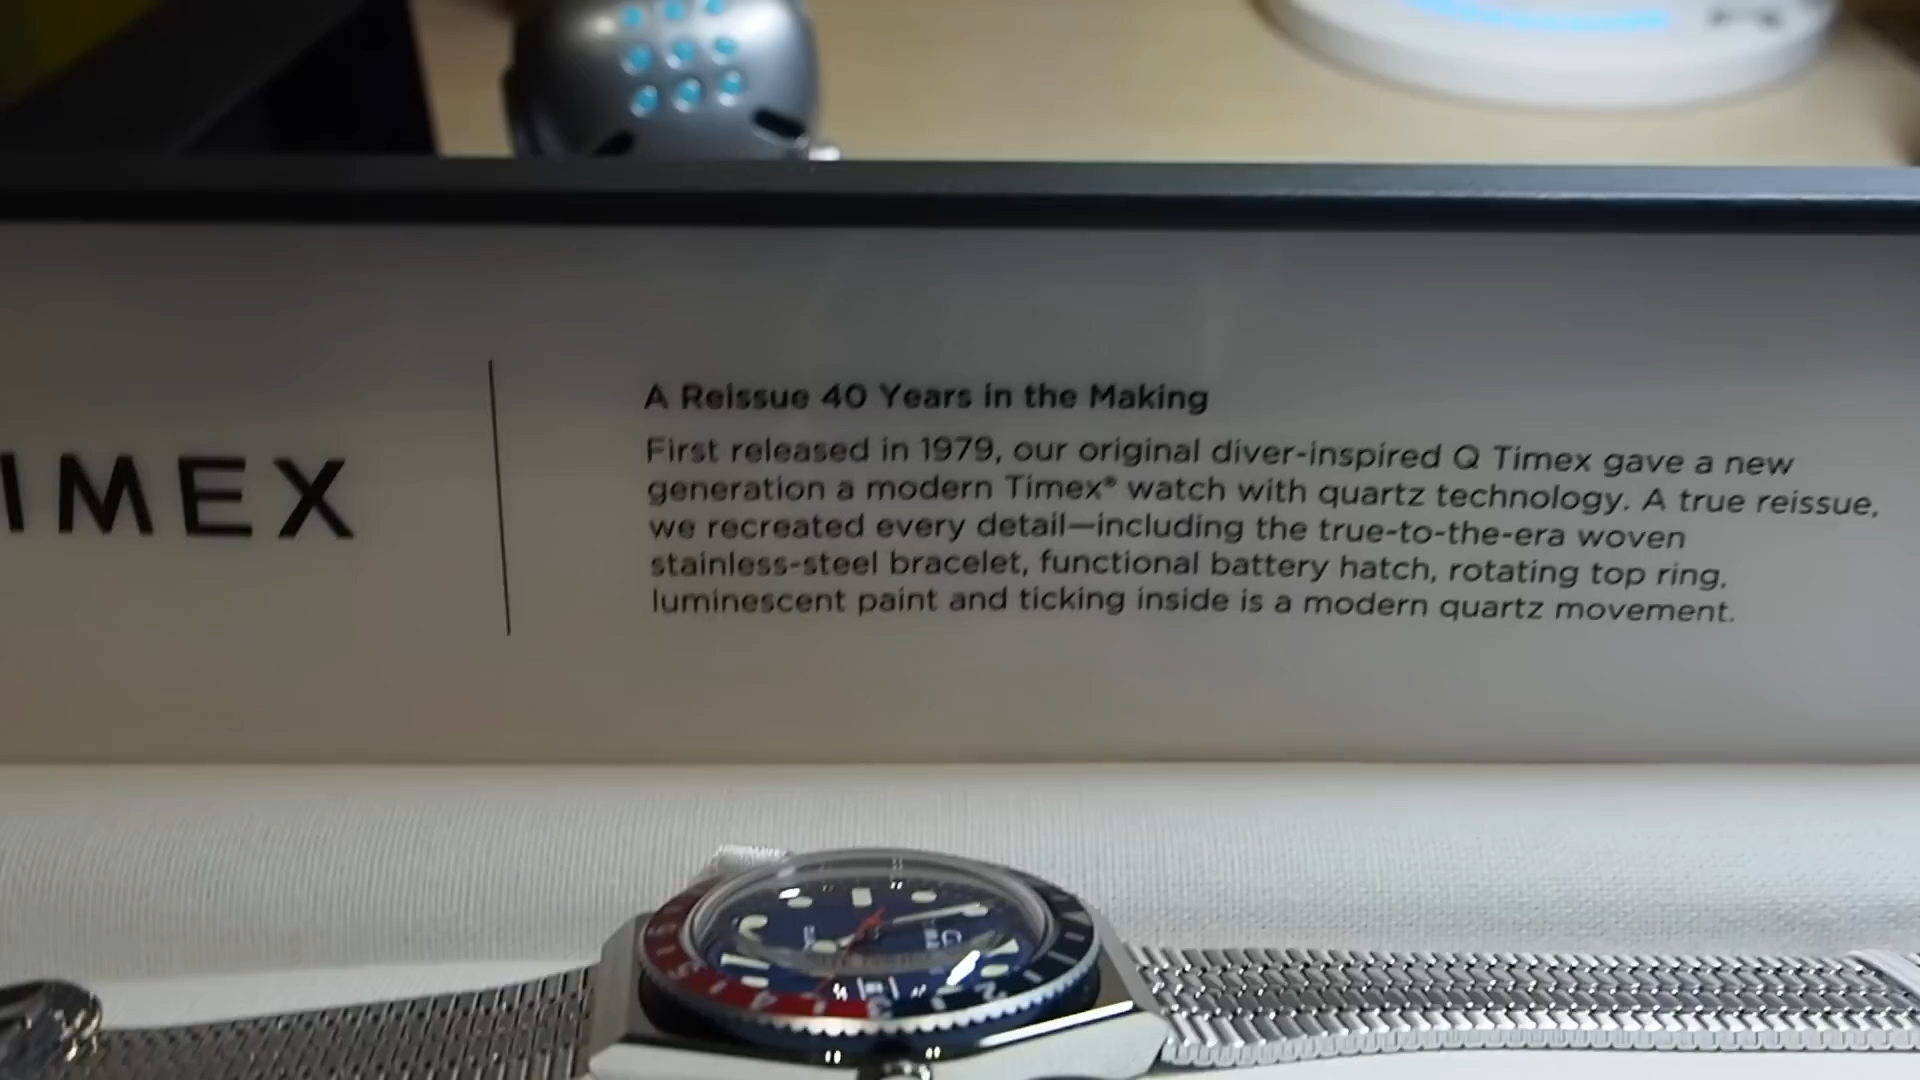 IMEX
A Reissue 40 Years in the Making
First released in 1979, our original diver-inspired Q Timex gave a new
generation a modern Timex® watch with quartz technology. A true reissue,
we recreated every detail—including the true-to-the-era woven
stainless-steel bracelet, functional battery hatch, rotating top ring,
luminescent paint and ticking inside is a modern quartz movement.